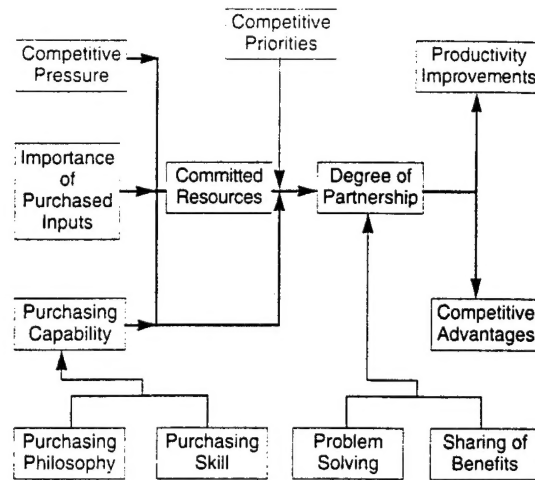 Competitive
Priorities
Competitive
Pressure
Productivity
Improvements
Importance
of
Purchased
Inputs
Committed
Resources
Degree of
Partnership
Purchasing
Capability
Competitive
Advantages
Purchasing
Philosophy
Purchasing
Skill
Problem
Solving
Sharing of
Benefits